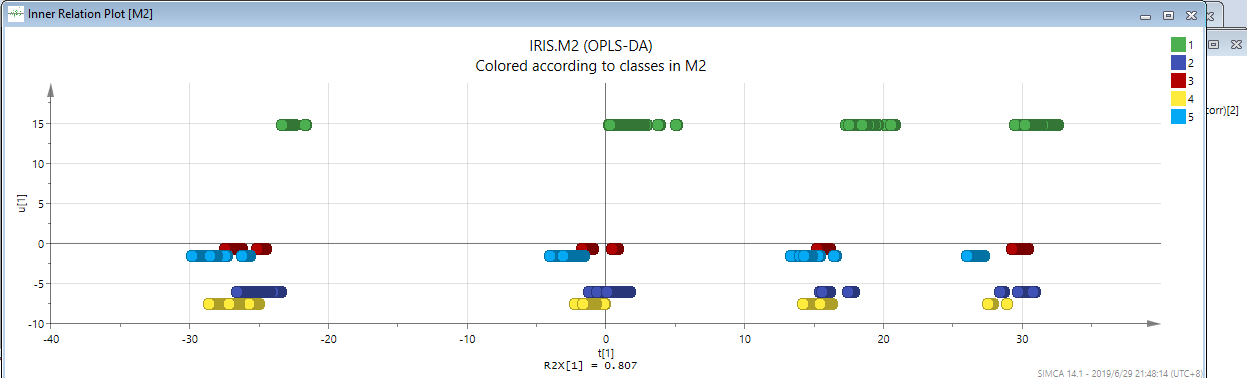 Inner Relation Plot [M2]
IRIS.M2 (OPLS-DA)
Colored according to classes in M2
1
2
3
4
5
corr)[2]
15
10
5
0
-5
-10
u[1]
-40
-30
-20
-10
0
10
20
30
t[1]
R2X[1] = 0.807
SIMCA 14.1 - 2019/6/29 21:48:14 (UTC+8)